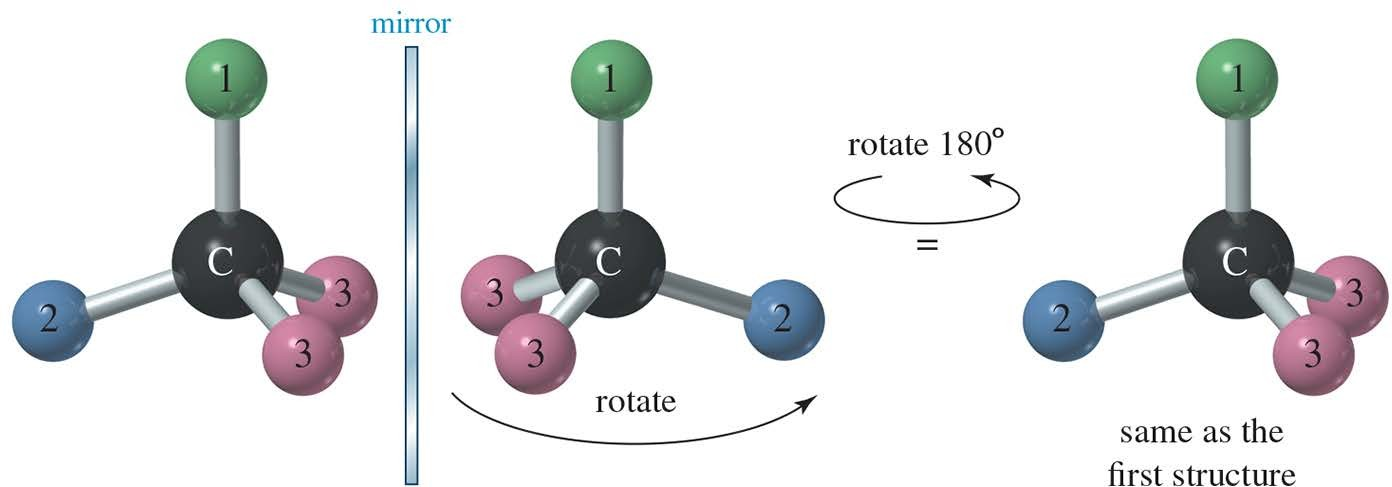 mirror
1
C
2
3
3
1
C
3
3
2
rotate
rotate 180°
=
1
C
2
3
3
same as the
first structure